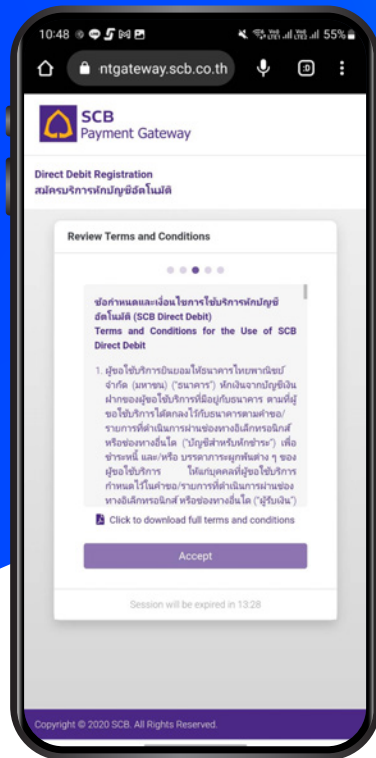 10:48
55%
ntgateway.scb.co.th
SCB
Payment Gateway
Direct Debit Registration
สมัครบริการหักบัญชีอัตโนมัติ
Review Terms and Conditions
ข้อกำหนดและเงื่อนไขการใช้บริการหักบัญชี
อัตโนมัติ (SCB Direct Debit)
Terms and Conditions for the Use of SCB
Direct Debit
1. ผู้ขอใช้บริการยินยอมให้ธนาคารไทยพาณิชย์
จำกัด (มหาชน) ("ธนาคาร") หักเงินจากบัญชีเงิน
ฝากของผู้ขอใช้บริการที่มีอยู่กับธนาคาร ตามที่ผู้
ขอใช้บริการได้ตกลงไว้กับธนาคารตามคำขอ/
รายการที่ดำเนินการผ่านช่องทางอิเล็กทรอนิกส์
หรือช่องทางอื่นใด ("บัญชีสำหรับหักชำระ") เพื่อ
ชำระหนี้ และ/หรือ บรรดาภาระผูกพันต่าง ๆ ของ
ผู้ขอใช้บริการ ให้แก่บุคคลที่ผู้ขอใช้บริการ
กำหนดไว้ในคำขอ/รายการที่ดำเนินการผ่านช่อง
ทางอิเล็กทรอนิกส์ หรือช่องทางอื่นใด ("ผู้รับเงิน")
Click to download full terms and conditions
Accept
Session will be expired in 13:28
Copyright © 2020 SCB. All Rights Reserved.